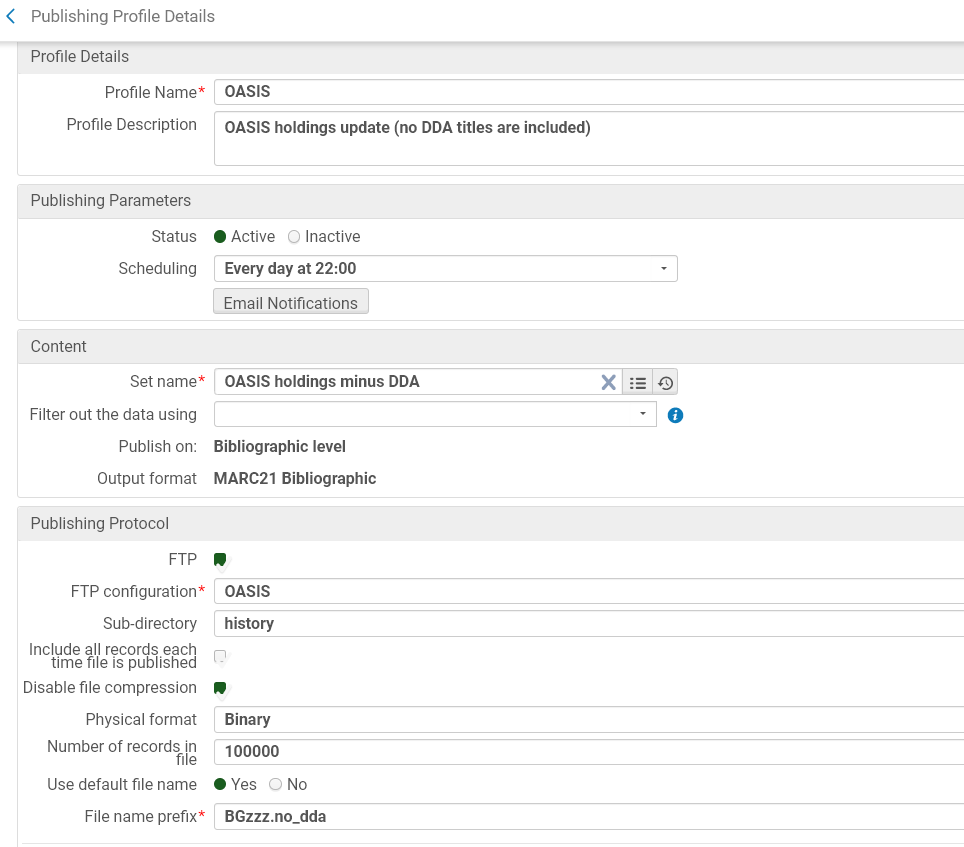 Publishing Profile Details
Profile Details
Profile Name* OASIS
Profile Description OASIS holdings update (no DDA titles are included)
Publishing Parameters
Status Active Inactive
Scheduling Every day at 22:00
Email Notifications
Content
Set name* OASIS holdings minus DDA
Filter out the data using
Publish on: Bibliographic level
Output format MARC21 Bibliographic
Publishing Protocol
FTP
FTP configuration* OASIS
Sub-directory history
Include all records each
time file is published
Disable file compression
Physical format Binary
Number of records in
file 100000
Use default file name Yes No
File name prefix* BGzzz.no_dda